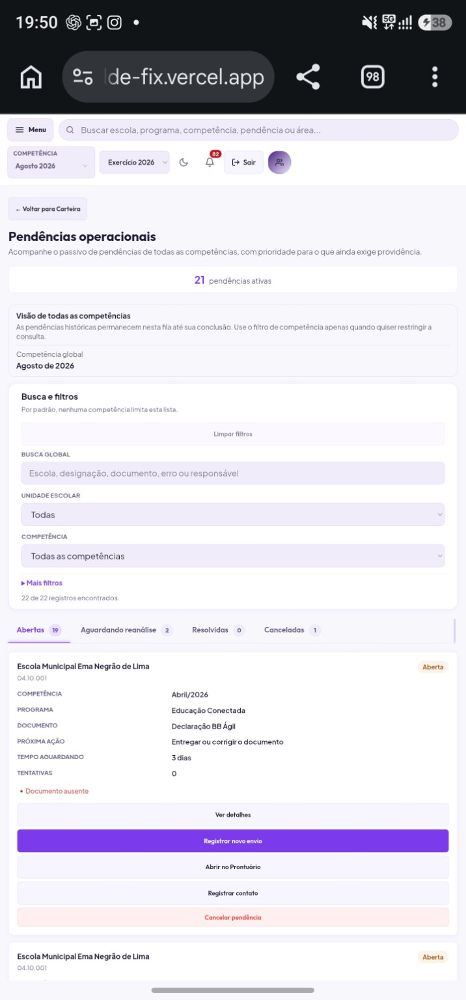 19:50
5G
38
de-fix.vercel.app
98
Menu
Buscar escola, programa, competência, pendência ou área...
COMPETÊNCIA
Agosto 2026
Exercício 2026
82
Sair
← Voltar para Carteira
Pendências operacionais
Acompanhe o passivo de pendências de todas as competências, com prioridade para o que ainda exige providência.
21 pendências ativas
Visão de todas as competências
As pendências históricas permanecem nesta fila até sua conclusão. Use o filtro de competência apenas quando quiser restringir a
consulta.
Competência global
Agosto de 2026
Busca e filtros
Por padrão, nenhuma competência limita esta lista.
Limpar filtros
BUSCA GLOBAL
Escola, designação, documento, erro ou responsável
UNIDADE ESCOLAR
Todas
COMPETÊNCIA
Todas as competências
▸ Mais filtros
22 de 22 registros encontrados.
Abertas 19 Aguardando reanálise 2 Resolvidas 0 Canceladas 1
Escola Municipal Ema Negrão de Lima Aberta
04.10.001
COMPETÊNCIA Abril/2026
PROGRAMA Educação Conectada
DOCUMENTO Declaração BB Ágil
PRÓXIMA AÇÃO Entregar ou corrigir o documento
TEMPO AGUARDANDO 3 dias
TENTATIVAS 0
• Documento ausente
Ver detalhes
Registrar novo envio
Abrir no Prontuário
Registrar contato
Cancelar pendência
Escola Municipal Ema Negrão de Lima Aberta
04.10.001